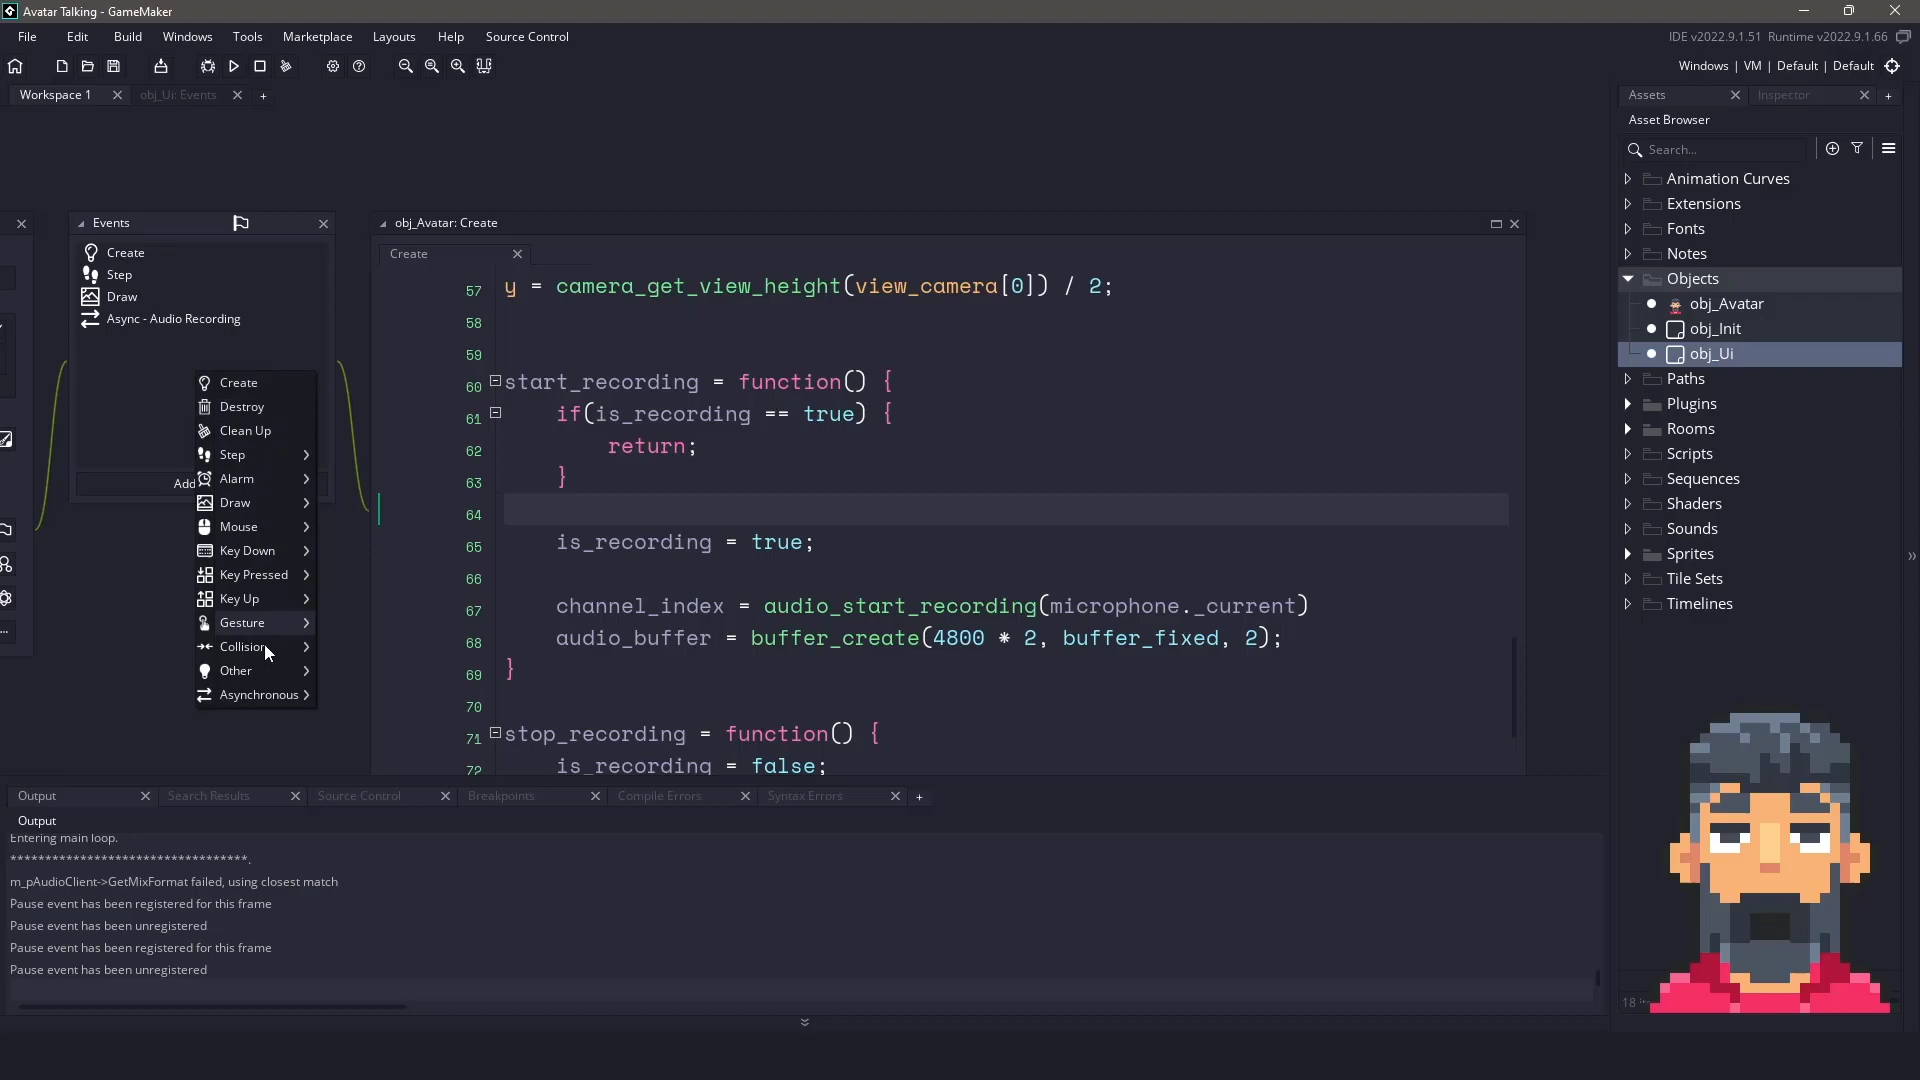 Avatar Talking - GameMaker
File Edit Build Windows Tools Marketplace Layouts Help Source Control
IDE v2022.9.1.51 Runtime v2022.9.1.66
Windows | VM | Default | Default
Workspace 1
obj_Ui: Events
+
Assets
Inspector
+
Asset Browser
Search...
Animation Curves
Extensions
Fonts
Notes
Objects
obj_Avatar
obj_Init
obj_Ui
Paths
Plugins
Rooms
Scripts
Sequences
Shaders
Sounds
Sprites
Tile Sets
Timelines
Events
Create
Step
Draw
Async - Audio Recording
Add
Create
Destroy
Clean Up
Step
Alarm
Draw
Mouse
Key Down
Key Pressed
Key Up
Gesture
Collision
Other
Asynchronous
obj_Avatar: Create
Create
57 y = camera_get_view_height(view_camera[0]) / 2;
58
59
60 start_recording = function() {
61 if(is_recording == true) {
62 return;
63 }
64
65 is_recording = true;
66
67 channel_index = audio_start_recording(microphone._current)
68 audio_buffer = buffer_create(4800 * 2, buffer_fixed, 2);
69 }
70
71 stop_recording = function() {
72 is_recording = false;
Output
Search Results
Source Control
Breakpoints
Compile Errors
Syntax Errors
+
Output
Entering main loop.
**********************************.
m_pAudioClient->GetMixFormat failed, using closest match
Pause event has been registered for this frame
Pause event has been unregistered
Pause event has been registered for this frame
Pause event has been unregistered
18